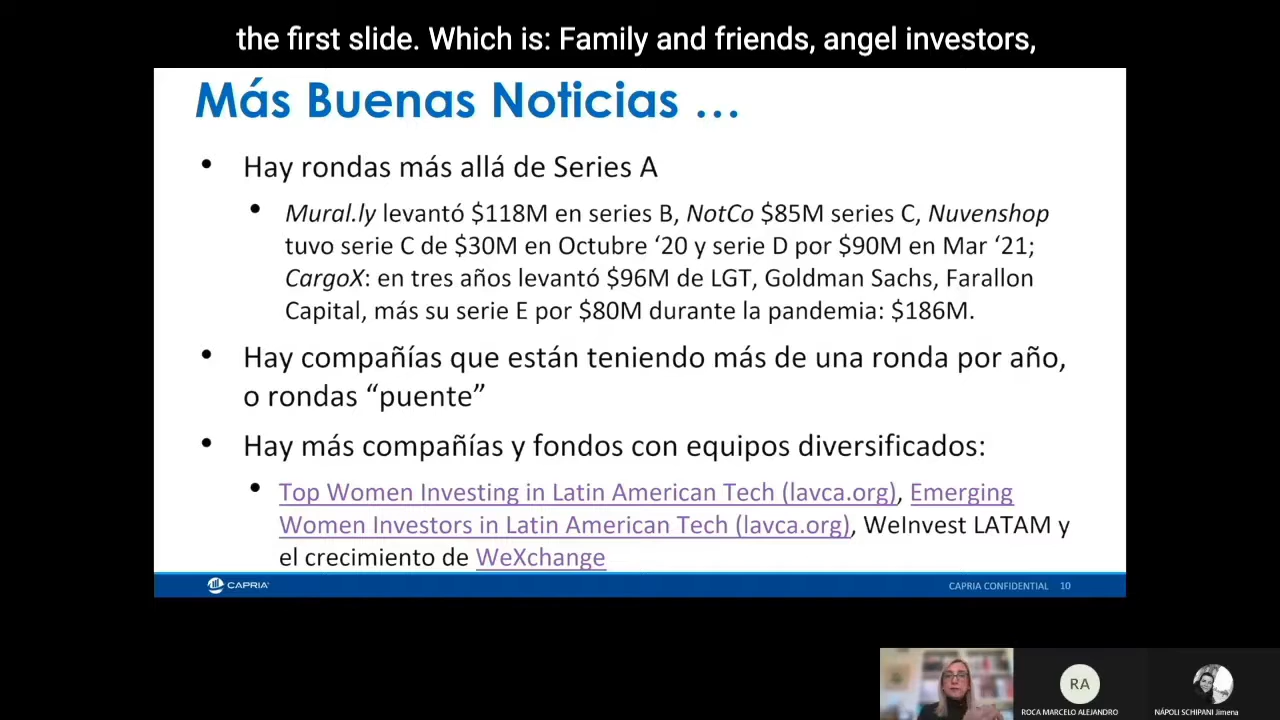 the first slide. Which is: Family and friends, angel investors,
Más Buenas Noticias ...
• Hay rondas más allá de Series A
• Mural.ly levantó $118M en series B, NotCo $85M series C, Nuvenshop
tuvo serie C de $30M en Octubre ‘20 y serie D por $90M en Mar ‘21;
CargoX: en tres años levantó $96M de LGT, Goldman Sachs, Farallon
Capital, más su serie E por $80M durante la pandemia: $186M.
• Hay compañías que están teniendo más de una ronda por año,
o rondas “puente”
• Hay más compañías y fondos con equipos diversificados:
• Top Women Investing in Latin American Tech (lavca.org), Emerging
Women Investors in Latin American Tech (lavca.org), WeInvest LATAM y
el crecimiento de WeXchange
CAPRIA CAPRIA CONFIDENTIAL 10
RA
ROCA MARCELO ALEJANDRO NÁPOLI SCHIPANI Jimena